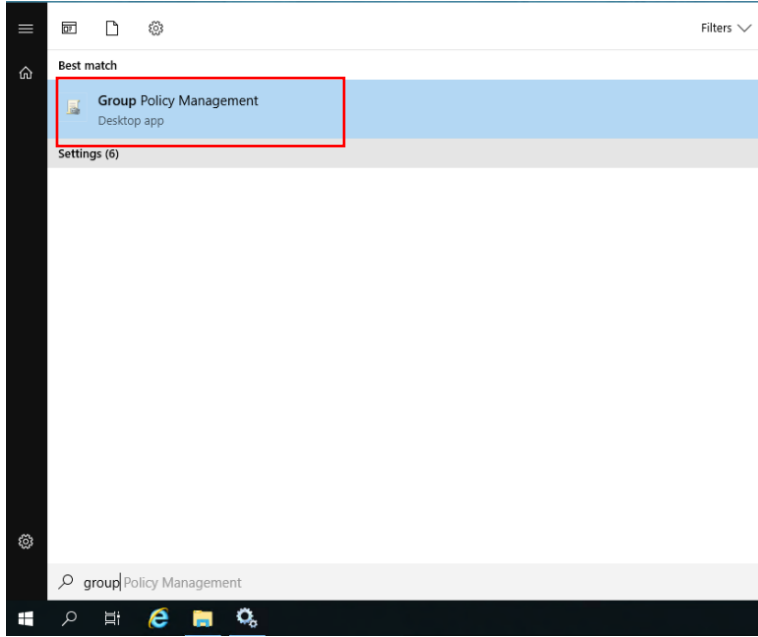 Filters
Best match
Group Policy Management
Desktop app
Settings (6)
group Policy Management